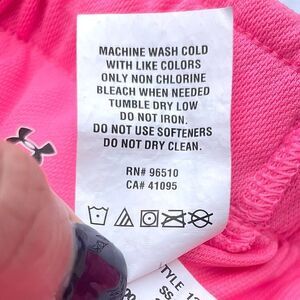 MACHINE WASH COLD
WITH LIKE COLORS
ONLY NON CHLORINE
BLEACH WHEN NEEDED
TUMBLE DRY LOW
DO NOT IRON.
DO NOT USE SOFTENERS
DO NOT DRY CLEAN.
RN# 96510
CA# 41095
STYLE